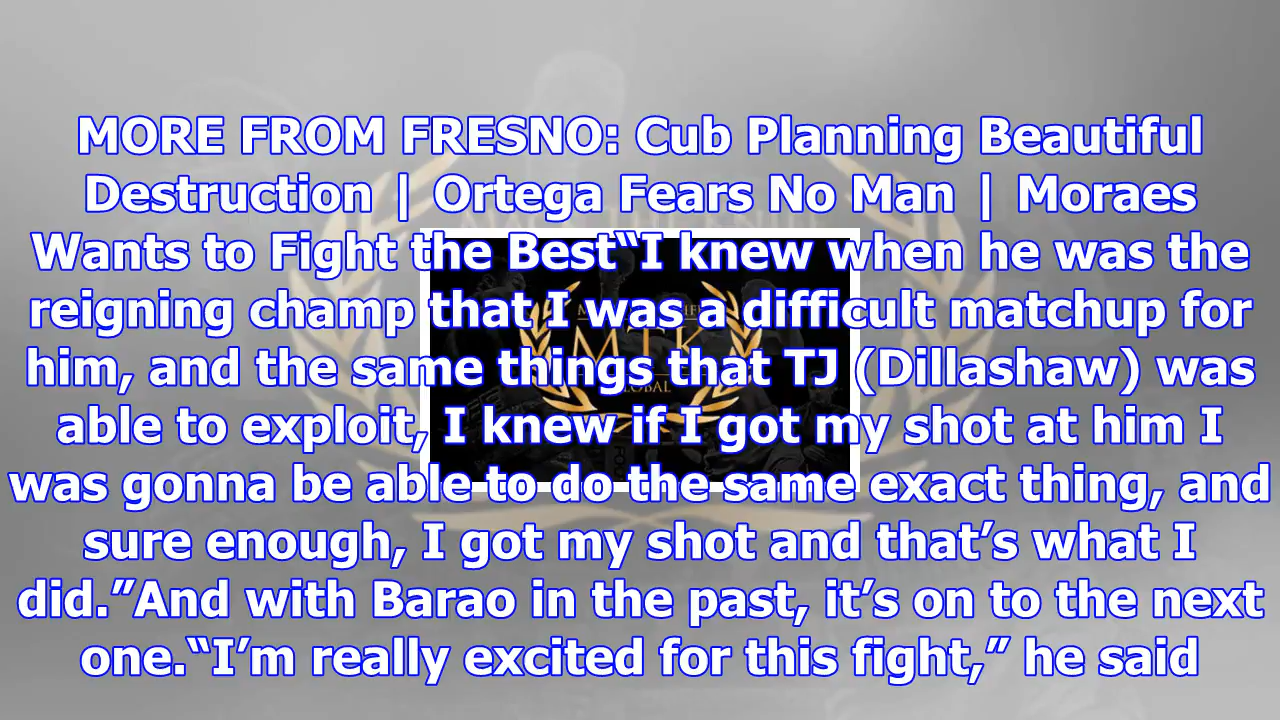 MORE FROM FRESNO: Cub Planning Beautiful
Destruction | Ortega Fears No Man | Moraes
Wants to Fight the Best“I knew when he was the
reigning champ that I was a difficult matchup for
him, and the same things that TJ (Dillashaw) was
able to exploit, I knew if I got my shot at him I
was gonna be able to do the same exact thing, and
sure enough, I got my shot and that’s what I
did.”And with Barao in the past, it’s on to the next
one.“I’m really excited for this fight,” he said
MTK
GLOBAL